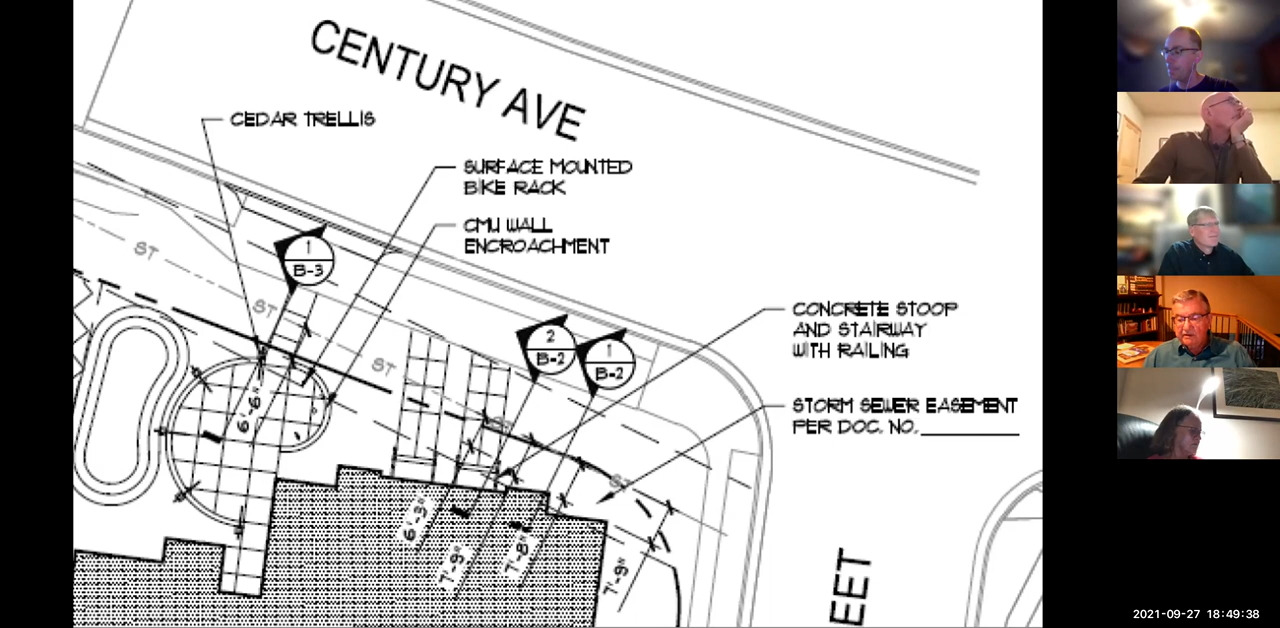 CENTURY AVE
CEDAR TRELLIS
SURFACE MOUNTED
BIKE RACK
CMU WALL
ENCROACHMENT
1
B-3
ST
ST
ST
2
B-2
1
B-2
CONCRETE STOOP
AND STAIRWAY
WITH RAILING
STORM SEWER EASEMENT
PER DOC. NO.
ST
6'-6"
6'-3"
7'-9"
7'-8"
7'-9"
EET
2021-09-27 18:49:38